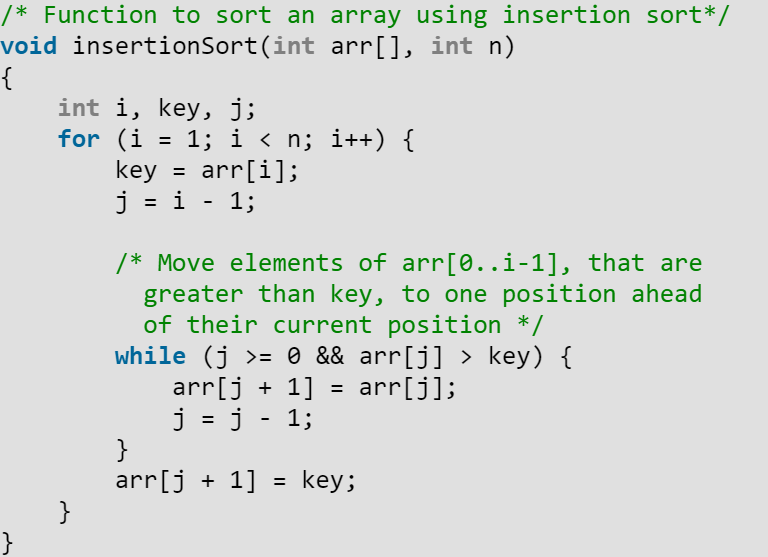 /* Function to sort an array using insertion sort*/
void insertionSort(int arr[], int n)
{
    int i, key, j;
    for (i = 1; i < n; i++) {
        key = arr[i];
        j = i - 1;

        /* Move elements of arr[0..i-1], that are
          greater than key, to one position ahead
          of their current position */
        while (j >= 0 && arr[j] > key) {
            arr[j + 1] = arr[j];
            j = j - 1;
        }
        arr[j + 1] = key;
    }
}